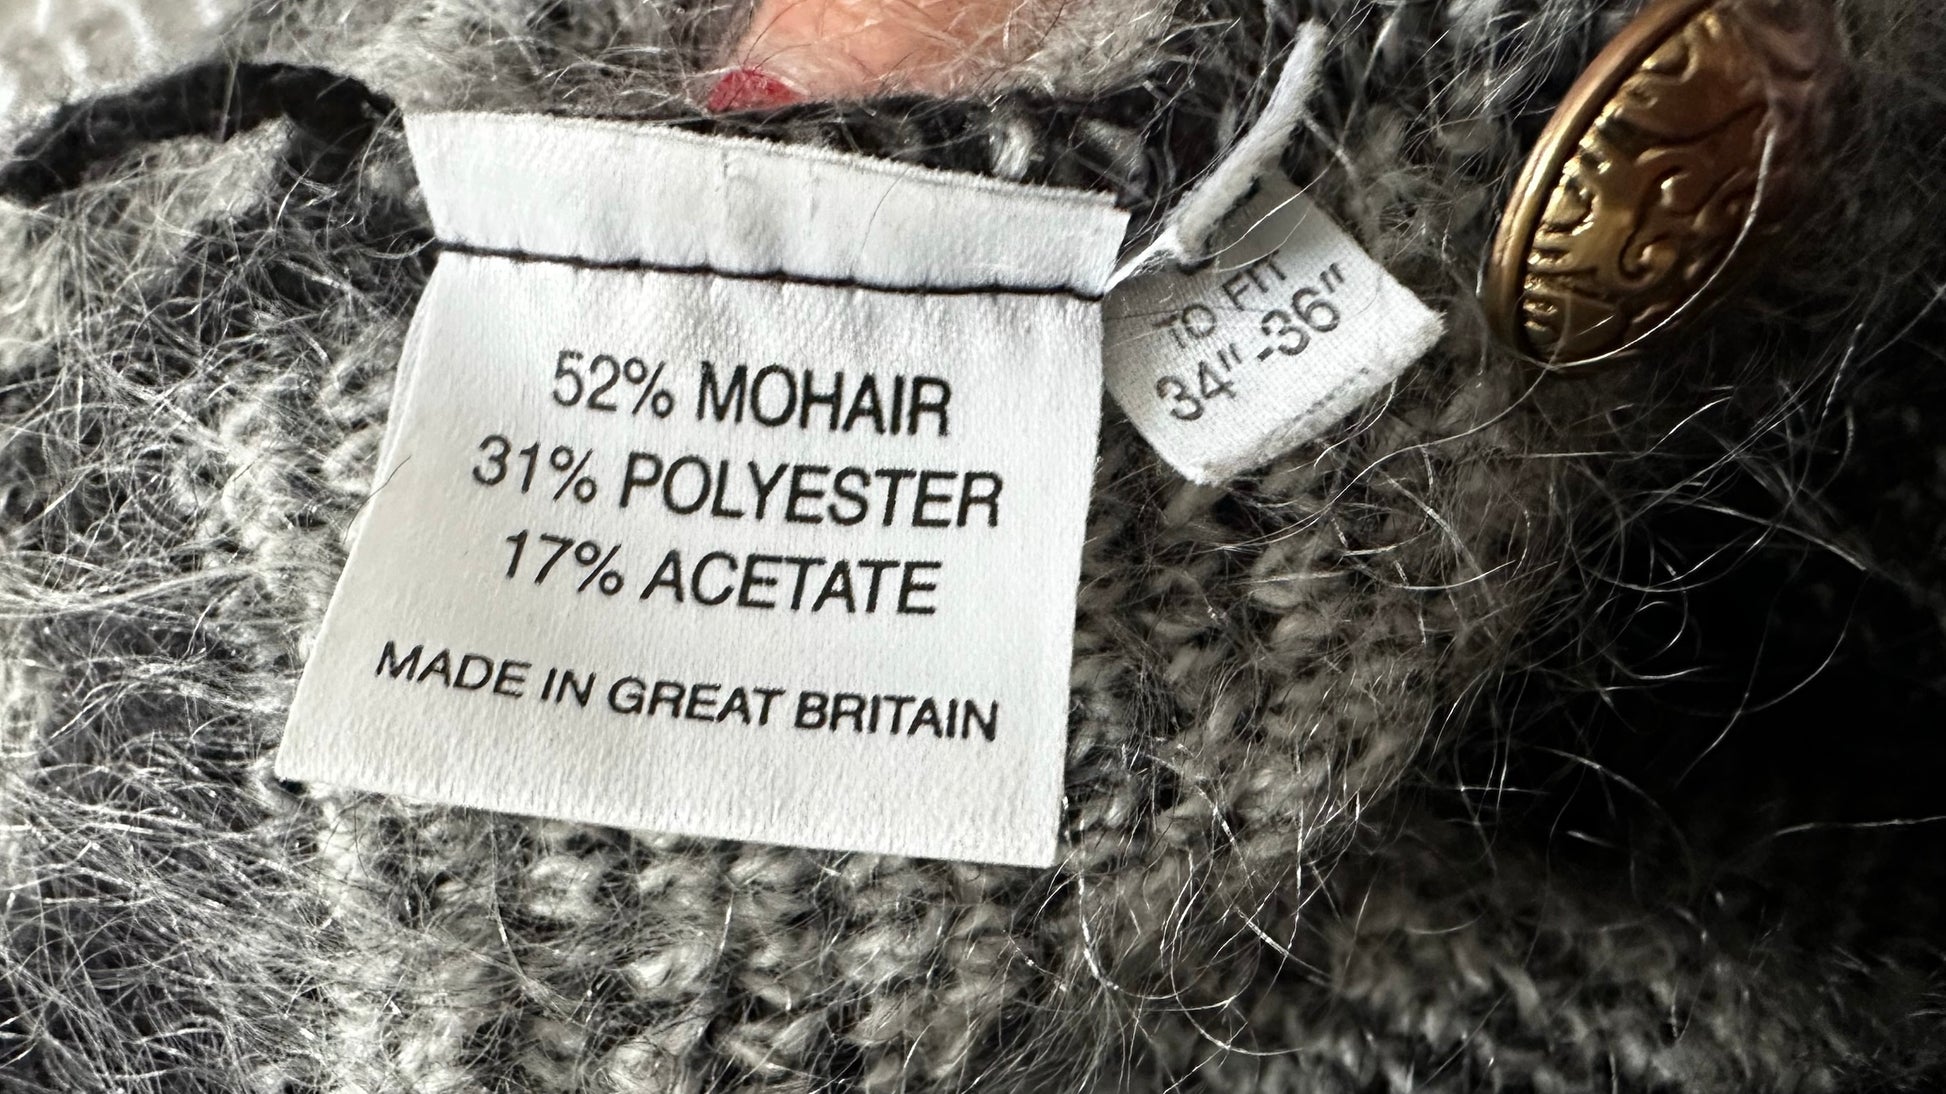 52% MOHAIR
31% POLYESTER
17% ACETATE
MADE IN GREAT BRITAIN
TO FIT
34"-36"